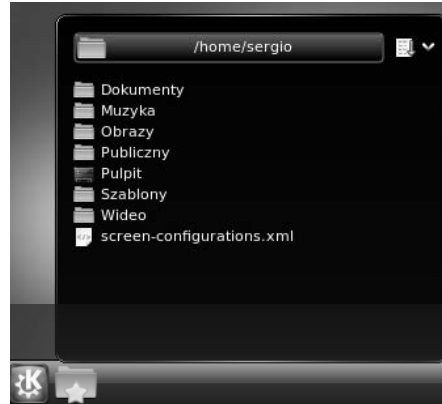 /home/sergio
Dokumenty
Muzyka
Obrazy
Publiczny
Pulpit
Szablony
Wideo
screen-configurations.xml